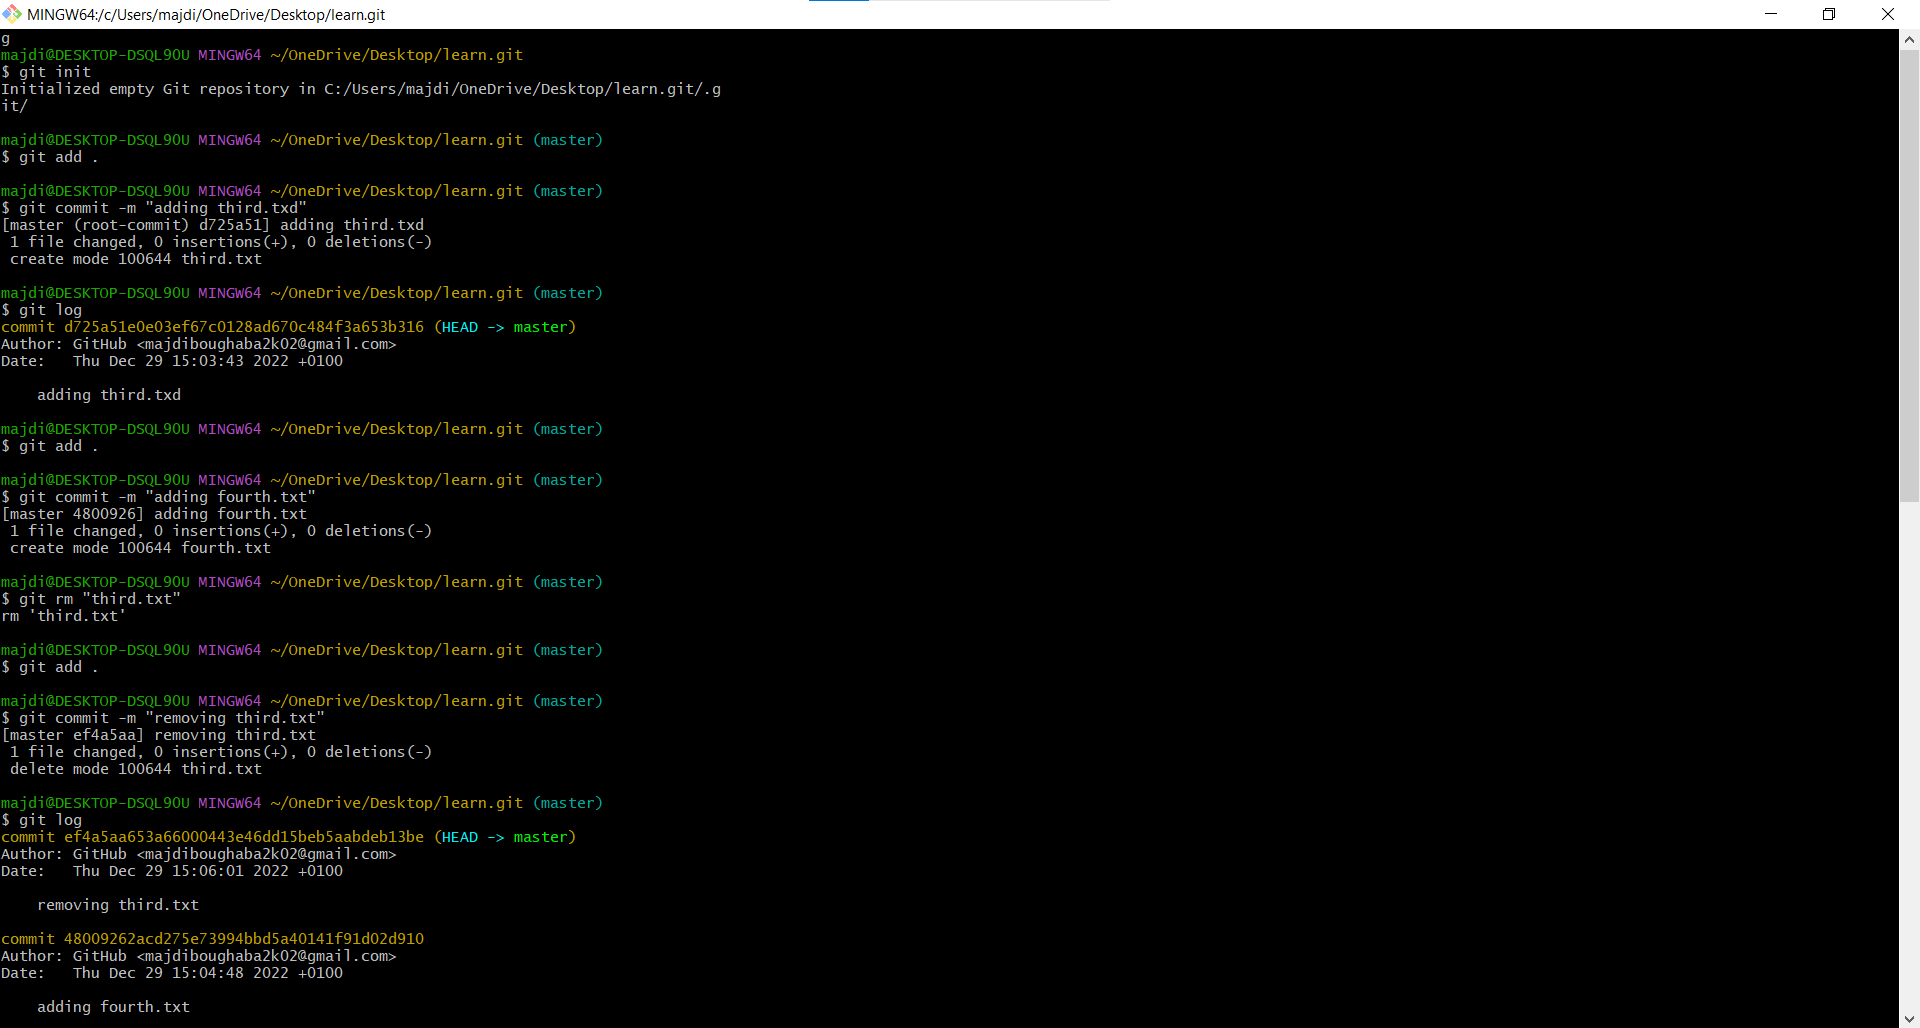 MINGW64:/c/Users/majdi/OneDrive/Desktop/learn.git
g
majdi@DESKTOP-DSQL90U MINGW64 ~/OneDrive/Desktop/learn.git
$ git init
Initialized empty Git repository in C:/Users/majdi/OneDrive/Desktop/learn.git/.g
it/

majdi@DESKTOP-DSQL90U MINGW64 ~/OneDrive/Desktop/learn.git (master)
$ git add .

majdi@DESKTOP-DSQL90U MINGW64 ~/OneDrive/Desktop/learn.git (master)
$ git commit -m "adding third.txd"
[master (root-commit) d725a51] adding third.txd
 1 file changed, 0 insertions(+), 0 deletions(-)
 create mode 100644 third.txt

majdi@DESKTOP-DSQL90U MINGW64 ~/OneDrive/Desktop/learn.git (master)
$ git log
commit d725a51e0e03ef67c0128ad670c484f3a653b316 (HEAD -> master)
Author: GitHub <majdiboughaba2k02@gmail.com>
Date:   Thu Dec 29 15:03:43 2022 +0100

    adding third.txd

majdi@DESKTOP-DSQL90U MINGW64 ~/OneDrive/Desktop/learn.git (master)
$ git add .

majdi@DESKTOP-DSQL90U MINGW64 ~/OneDrive/Desktop/learn.git (master)
$ git commit -m "adding fourth.txt"
[master 4800926] adding fourth.txt
 1 file changed, 0 insertions(+), 0 deletions(-)
 create mode 100644 fourth.txt

majdi@DESKTOP-DSQL90U MINGW64 ~/OneDrive/Desktop/learn.git (master)
$ git rm "third.txt"
rm 'third.txt'

majdi@DESKTOP-DSQL90U MINGW64 ~/OneDrive/Desktop/learn.git (master)
$ git add .

majdi@DESKTOP-DSQL90U MINGW64 ~/OneDrive/Desktop/learn.git (master)
$ git commit -m "removing third.txt"
[master ef4a5aa] removing third.txt
 1 file changed, 0 insertions(+), 0 deletions(-)
 delete mode 100644 third.txt

majdi@DESKTOP-DSQL90U MINGW64 ~/OneDrive/Desktop/learn.git (master)
$ git log
commit ef4a5aa653a66000443e46dd15beb5aabdeb13be (HEAD -> master)
Author: GitHub <majdiboughaba2k02@gmail.com>
Date:   Thu Dec 29 15:06:01 2022 +0100

    removing third.txt

commit 48009262acd275e73994bbd5a40141f91d02d910
Author: GitHub <majdiboughaba2k02@gmail.com>
Date:   Thu Dec 29 15:04:48 2022 +0100

    adding fourth.txt